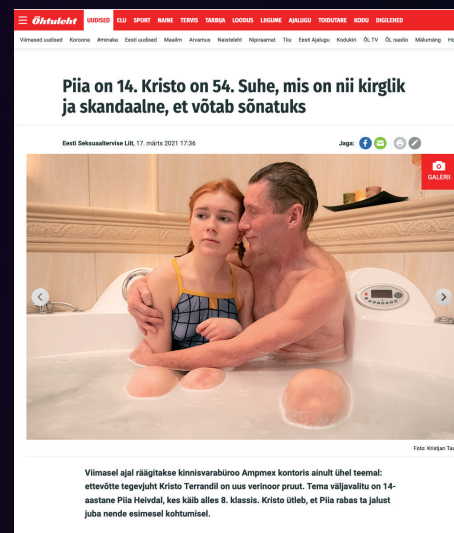 Õhtuleht UUDISED ELU SPORT NAINE TERVIS TARBIJA LOODUS LIIGUME AJALUGU TOIDUTARE KODU DIGILEHED
Viimased uudised Koroona #minaka Eesti uudised Maailm Arvamus Naisteleht Nipiraamat Tiiu Eesti Ajalugu Kodukiri ÕL TV ÕL raadio Mälumäng
Piia on 14. Kristo on 54. Suhe, mis on nii kirglik
ja skandaalne, et võtab sõnatuks
Eesti Seksuaaltervise Liit, 17. märts 2021 17:36
Jaga:
GALERII
Foto: Kristjan
Viimasel ajal räägitakse kinnisvarabüroo Ampmex kontoris ainult ühel teemal:
ettevõtte tegevjuht Kristo Terrandil on uus verinoor pruut. Tema väljavalitu on 14-
aastane Piia Heivdal, kes käib alles 8. klassis. Kristo ütleb, et Piia rabas ta jalust
juba nende esimesel kohtumisel.